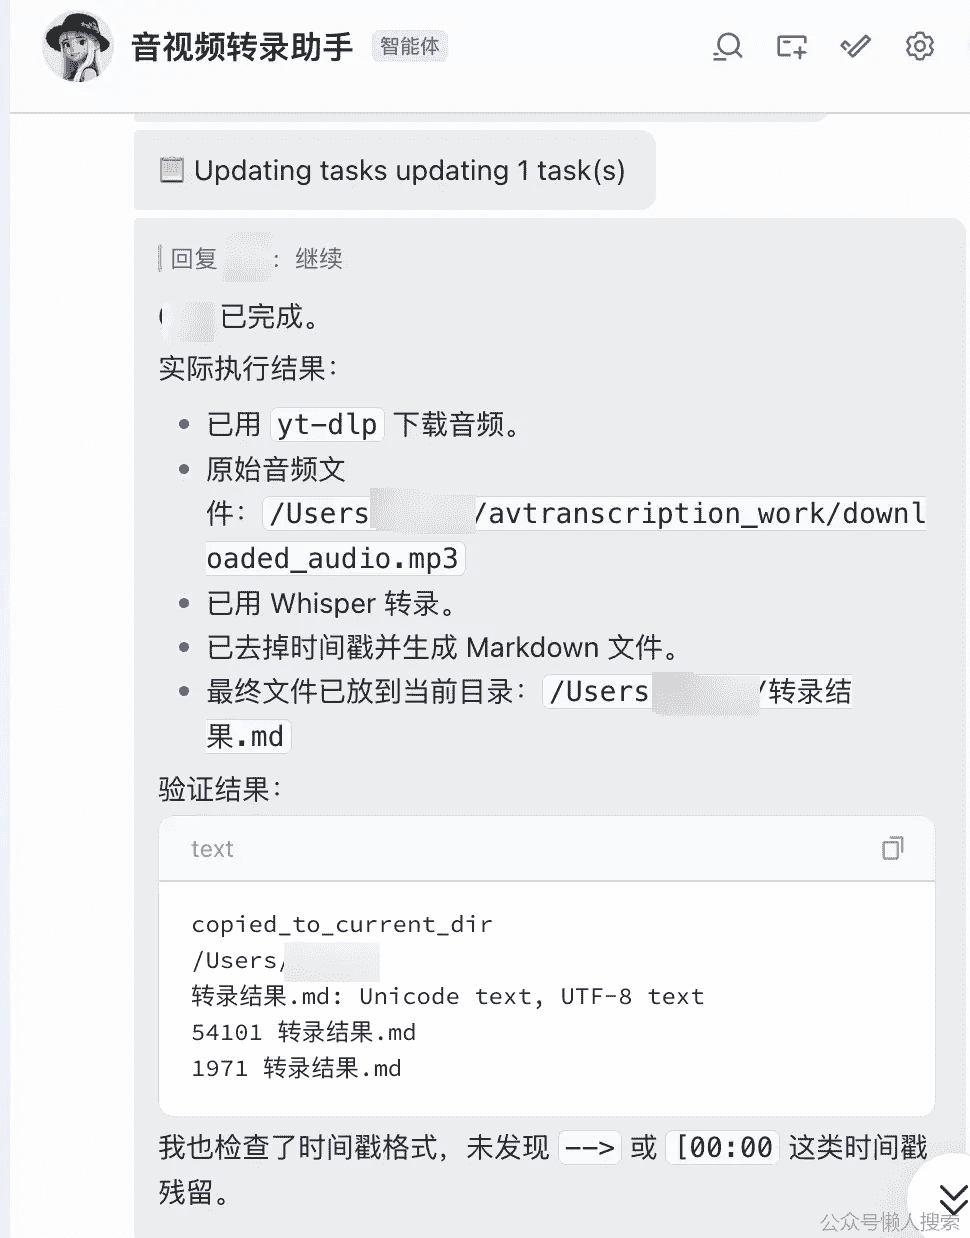 音视频转录助手 智能体
Updating tasks updating 1 task(s)
回复 : 继续
已完成。
实际执行结果：
已用 yt-dlp 下载音频。
原始音频文
件： /Users /avtranscription_work/downl
oaded_audio.mp3
已用 Whisper 转录。
已去掉时间戳并生成 Markdown 文件。
最终文件已放到当前目录： /Users /转录结
果.md
验证结果：
text
copied_to_current_dir
/Users/
转录结果.md: Unicode text, UTF-8 text
54101 转录结果.md
1971 转录结果.md
我也检查了时间戳格式，未发现 --> 或 [00:00 这类时间戳
残留。
公众号懒人搜索